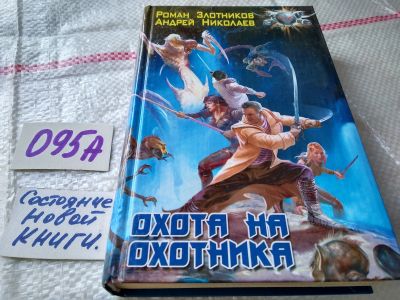 Роман Злотников
Андрей Николаев
095А
Состояние
новой
книги.
ОХОТА НА
ОХОТНИКА